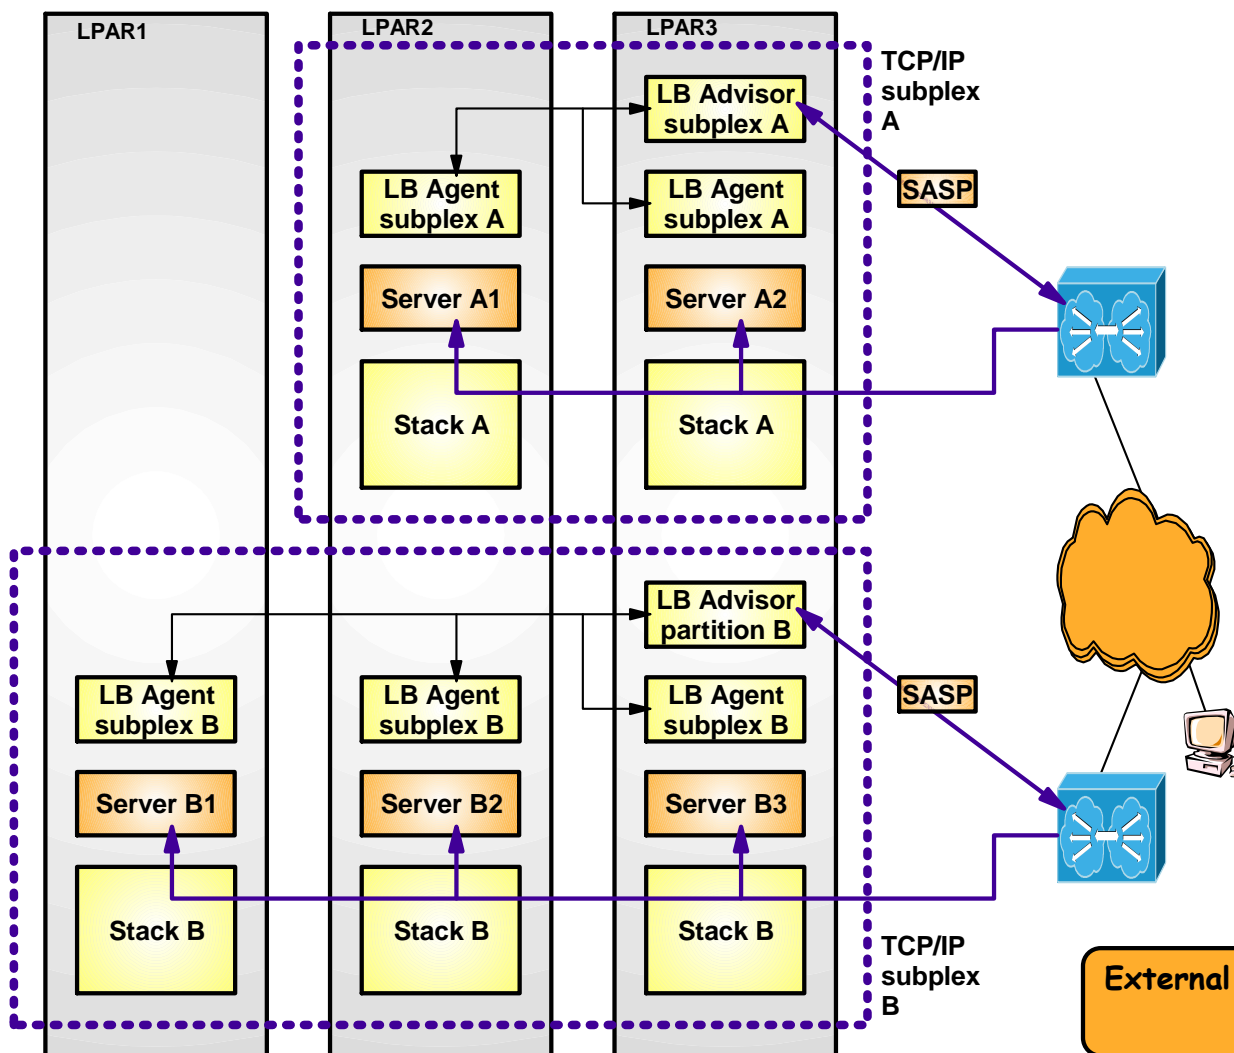 LPAR1
LPAR2
LPAR3
TCP/IP
subplex
A
LB Advisor
subplex A
SASP
LB Agent
subplex A
LB Agent
subplex A
Server A1
Server A2
Stack A
Stack A
LB Advisor
partition B
SASP
LB Agent
subplex B
LB Agent
subplex B
LB Agent
subplex B
Server B1
Server B2
Server B3
Stack B
Stack B
Stack B
TCP/IP
subplex
B
External